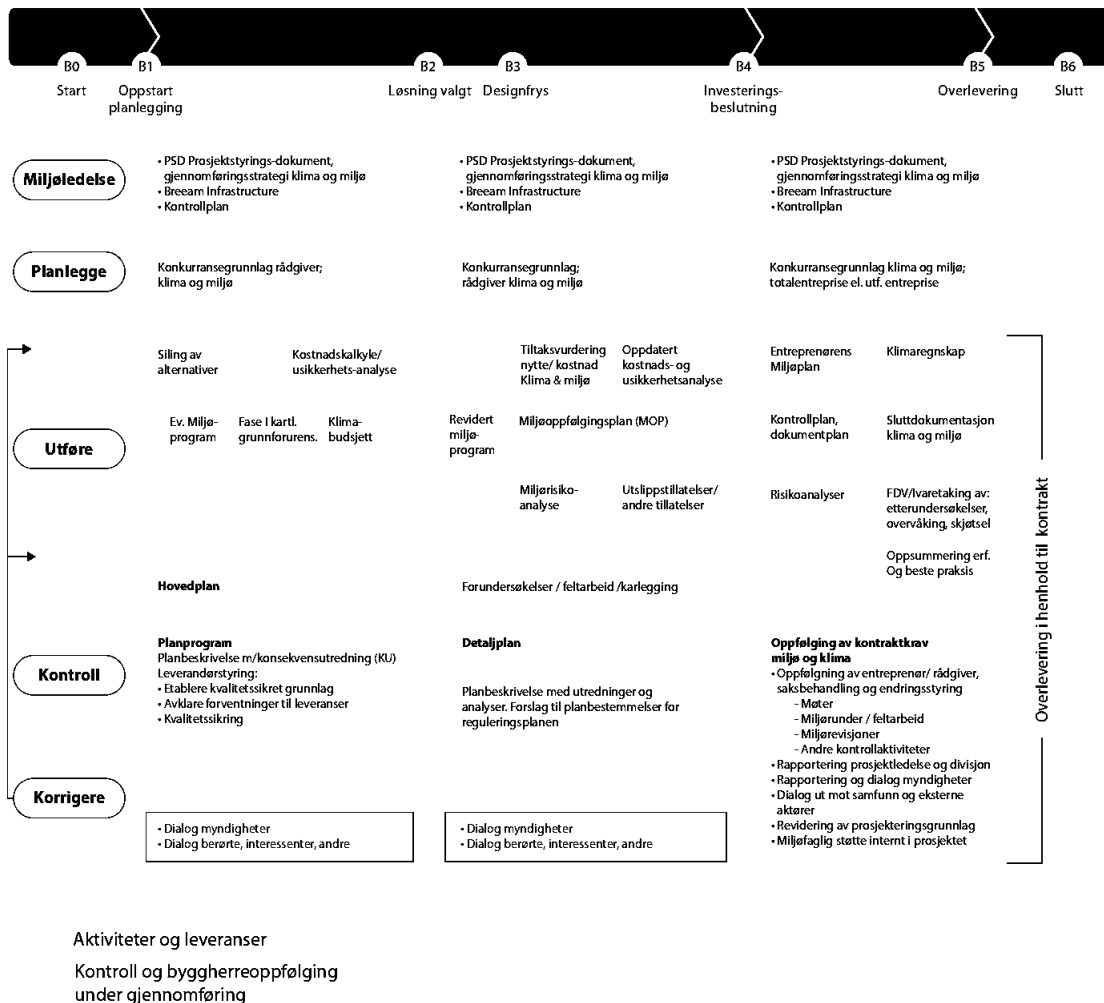 B0
Start
B1
Oppstart
planlegging
B2
Løsning valgt
B3
Designfrys
B4
Investerings-
beslutning
B5
Overlevering
B6
Slutt
Miljøledelse
• PSD Prosjektstyrings-dokument,
gjennomføringsstrategi klima og miljø
• Breeam Infrastructure
• Kontrollplan
• PSD Prosjektstyrings-dokument,
gjennomføringsstrategi klima og miljø
• Breeam Infrastructure
• Kontrollplan
• PSD Prosjektstyrings-dokument,
gjennomføringsstrategi klima og miljø
• Breeam Infrastructure
• Kontrollplan
Planlegge
Konkurransegrunnlag rådgiver;
klima og miljø
Konkurransegrunnlag;
rådgiver klima og miljø
Konkurransegrunnlag klima og miljø;
totalentreprise el. utf. entreprise
Utføre
Siling av
alternativer
Kostnadskalkyle/
usikkerhets-analyse
Tiltaksvurdering
nytte/ kostnad
Klima & miljø
Oppdatert
kostnads- og
usikkerhetsanalyse
Entreprenørens
Miljøplan
Klimaregnskap
Ev. Miljø-
program
Fase I kartl.
grunnforurens.
Klima-
budsjett
Revidert
miljø-
program
Miljøoppfølgingsplan (MOP)
Kontrollplan,
dokumentplan
Sluttdokumentasjon
klima og miljø
Miljørisiko-
analyse
Utslippstillatelser/
andre tillatelser
Risikoanalyser
FDV/Ivaretaking av:
etterundersøkelser,
overvåking, skjøtsel
Oppsummering erf.
Og beste praksis
Hovedplan
Forundersøkelser / feltarbeid /karlegging
Kontroll
Planprogram
Planbeskrivelse m/konsekvensutredning (KU)
Leverandørstyring:
• Etablere kvalitetssikret grunnlag
• Avklare forventninger til leveranser
• Kvalitetssikring
Detaljplan
Planbeskrivelse med utredninger og
analyser. Forslag til planbestemmelser for
reguleringsplanen
Oppfølging av kontraktkrav
miljø og klima
• Oppfølgning av entreprenør/ rådgiver,
saksbehandling og endringsstyring
– Møter
– Miljørunder / feltarbeid
– Miljørevisjoner
– Andre kontrollaktiviteter
• Rapportering prosjektledelse og divisjon
• Rapportering og dialog myndigheter
• Dialog ut mot samfunn og eksterne
aktører
• Revidering av prosjekteringsgrunnlag
• Miljøfaglig støtte internt i prosjektet
Korrigere
• Dialog myndigheter
• Dialog berørte, interessenter, andre
• Dialog myndigheter
• Dialog berørte, interessenter, andre
Overlevering i henhold til kontrakt
Aktiviteter og leveranser
Kontroll og byggherreoppfølging
under gjennomføring